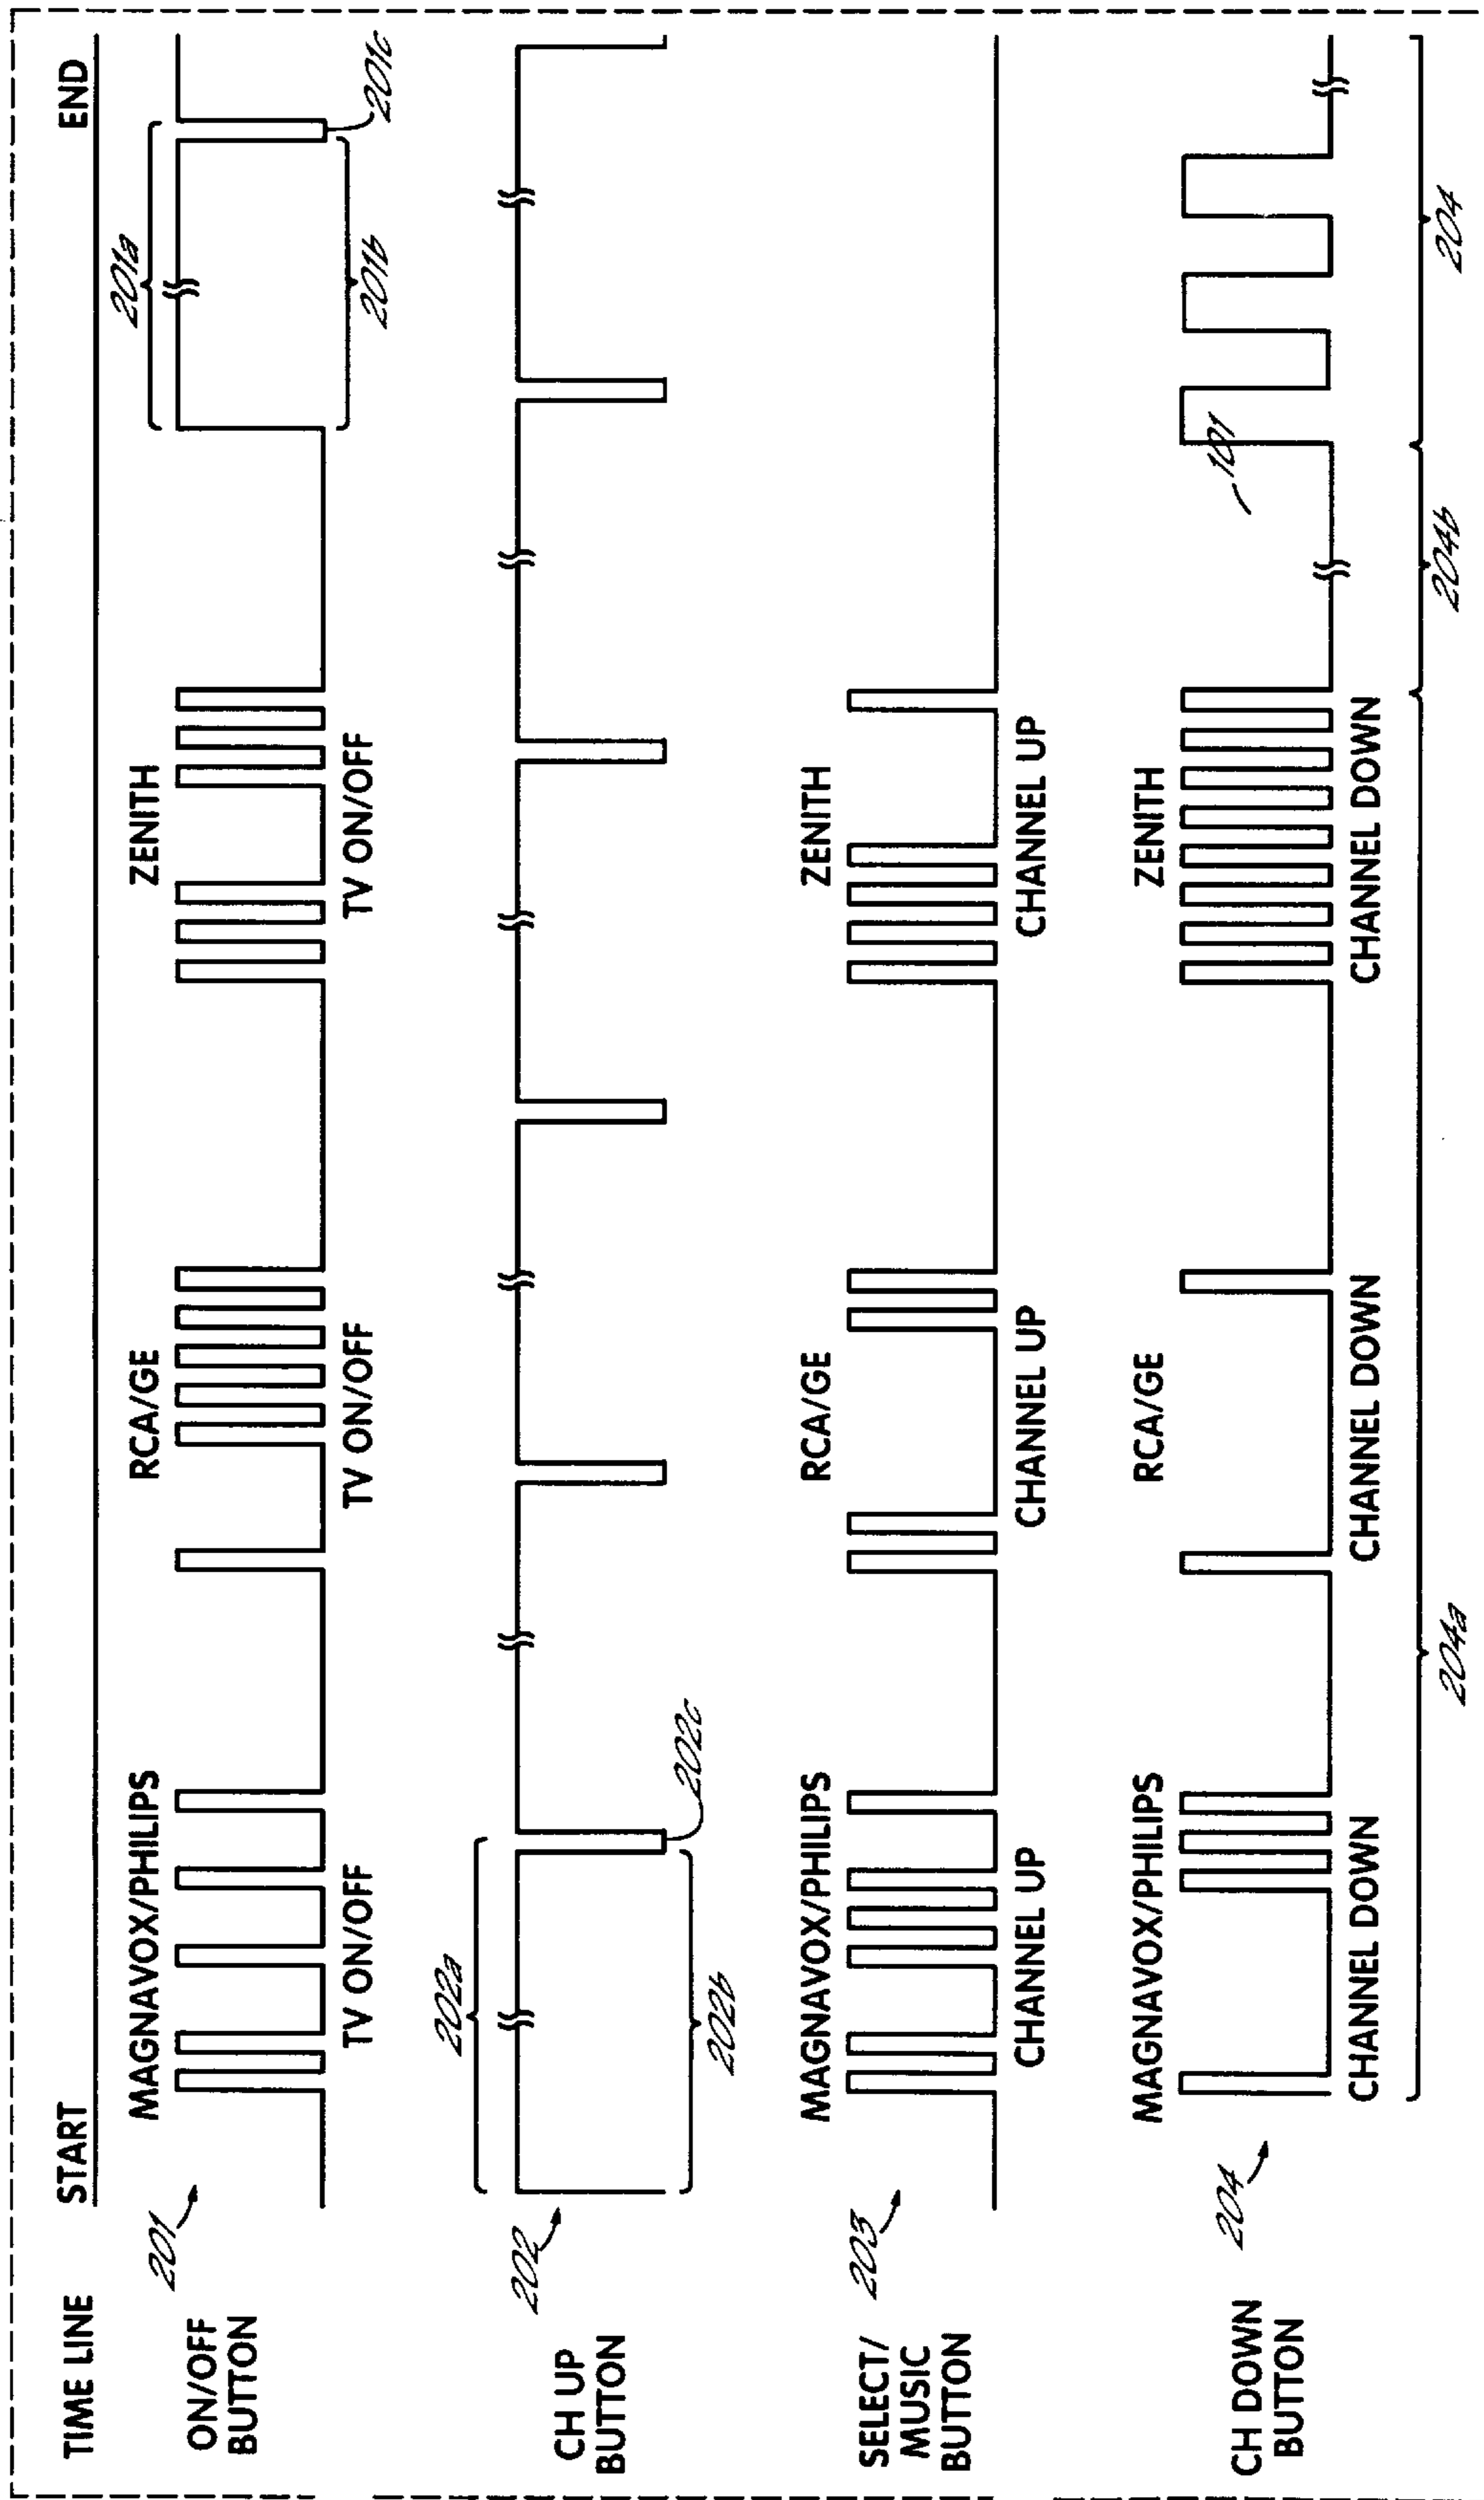 TIME LINE
START
END
ON/OFF
BUTTON
201
MAGNAVOX/PHILIPS
RCA/GE
ZENITH
201a
TV ON/OFF
TV ON/OFF
TV ON/OFF
201b
201c
CH UP
BUTTON
202
202a
202b
202c
SELECT/
MUSIC
BUTTON
203
MAGNAVOX/PHILIPS
RCA/GE
ZENITH
CHANNEL UP
CHANNEL UP
CHANNEL UP
CH DOWN
BUTTON
204
MAGNAVOX/PHILIPS
RCA/GE
ZENITH
101
CHANNEL DOWN
CHANNEL DOWN
CHANNEL DOWN
204a
204b
204